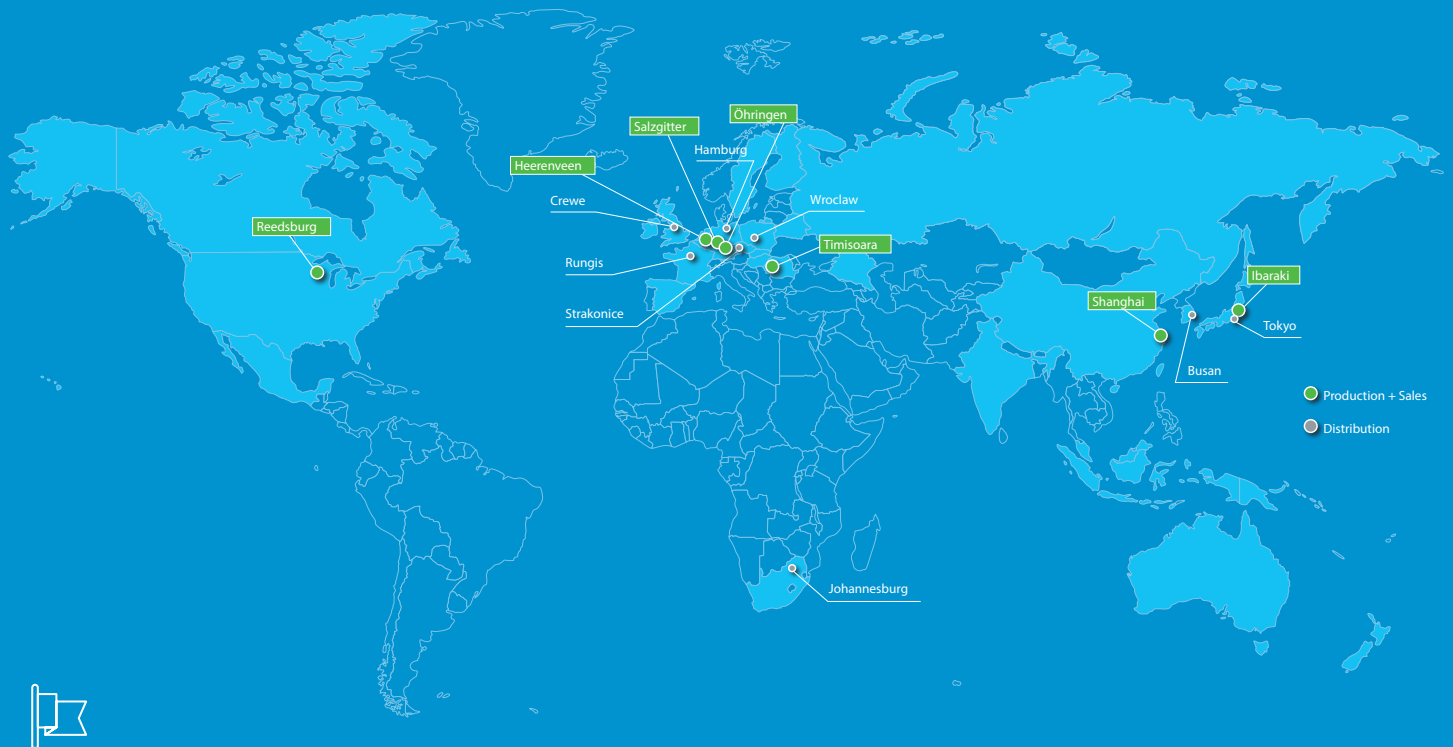 Öhringen
Salzgitter
Hamburg
Heerenveen
Crewe
Wroclaw
Reedsburg
Timisoara
Rungis
Ibaraki
Shanghai
Strakonice
Tokyo
Busan
Production + Sales
Distribution
Johannesburg